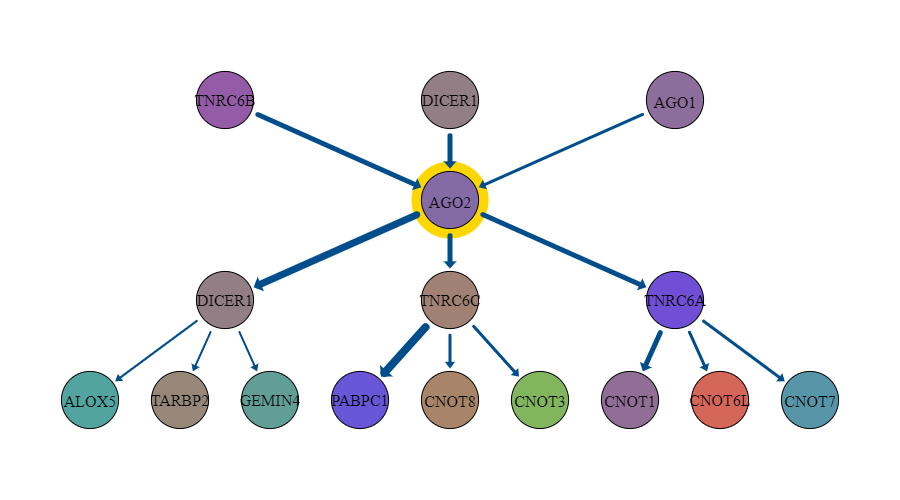 TNRC6B
DICER1
AGO1
AGO2
DICER1
TNRC6C
TNRC6A
ALOX5
TARBP2
GEMIN4
PABPC1
CNOT8
CNOT3
CNOT1
CNOT6L
CNOT7